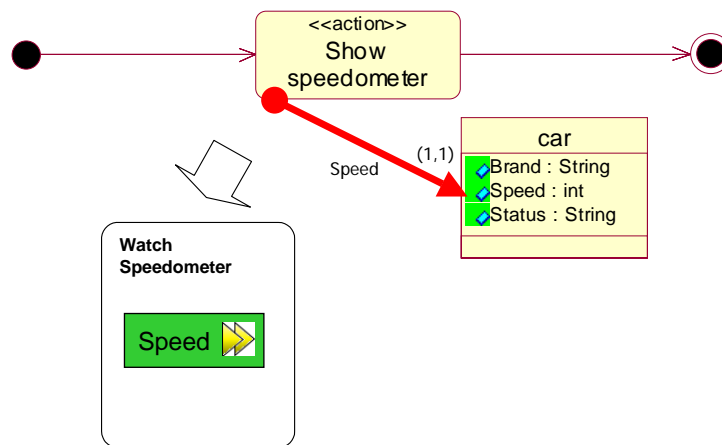 <<action>>
Show
speedometer
Speed
(1,1)
car
Brand : String
Speed : int
Status : String
Watch
Speedometer
Speed